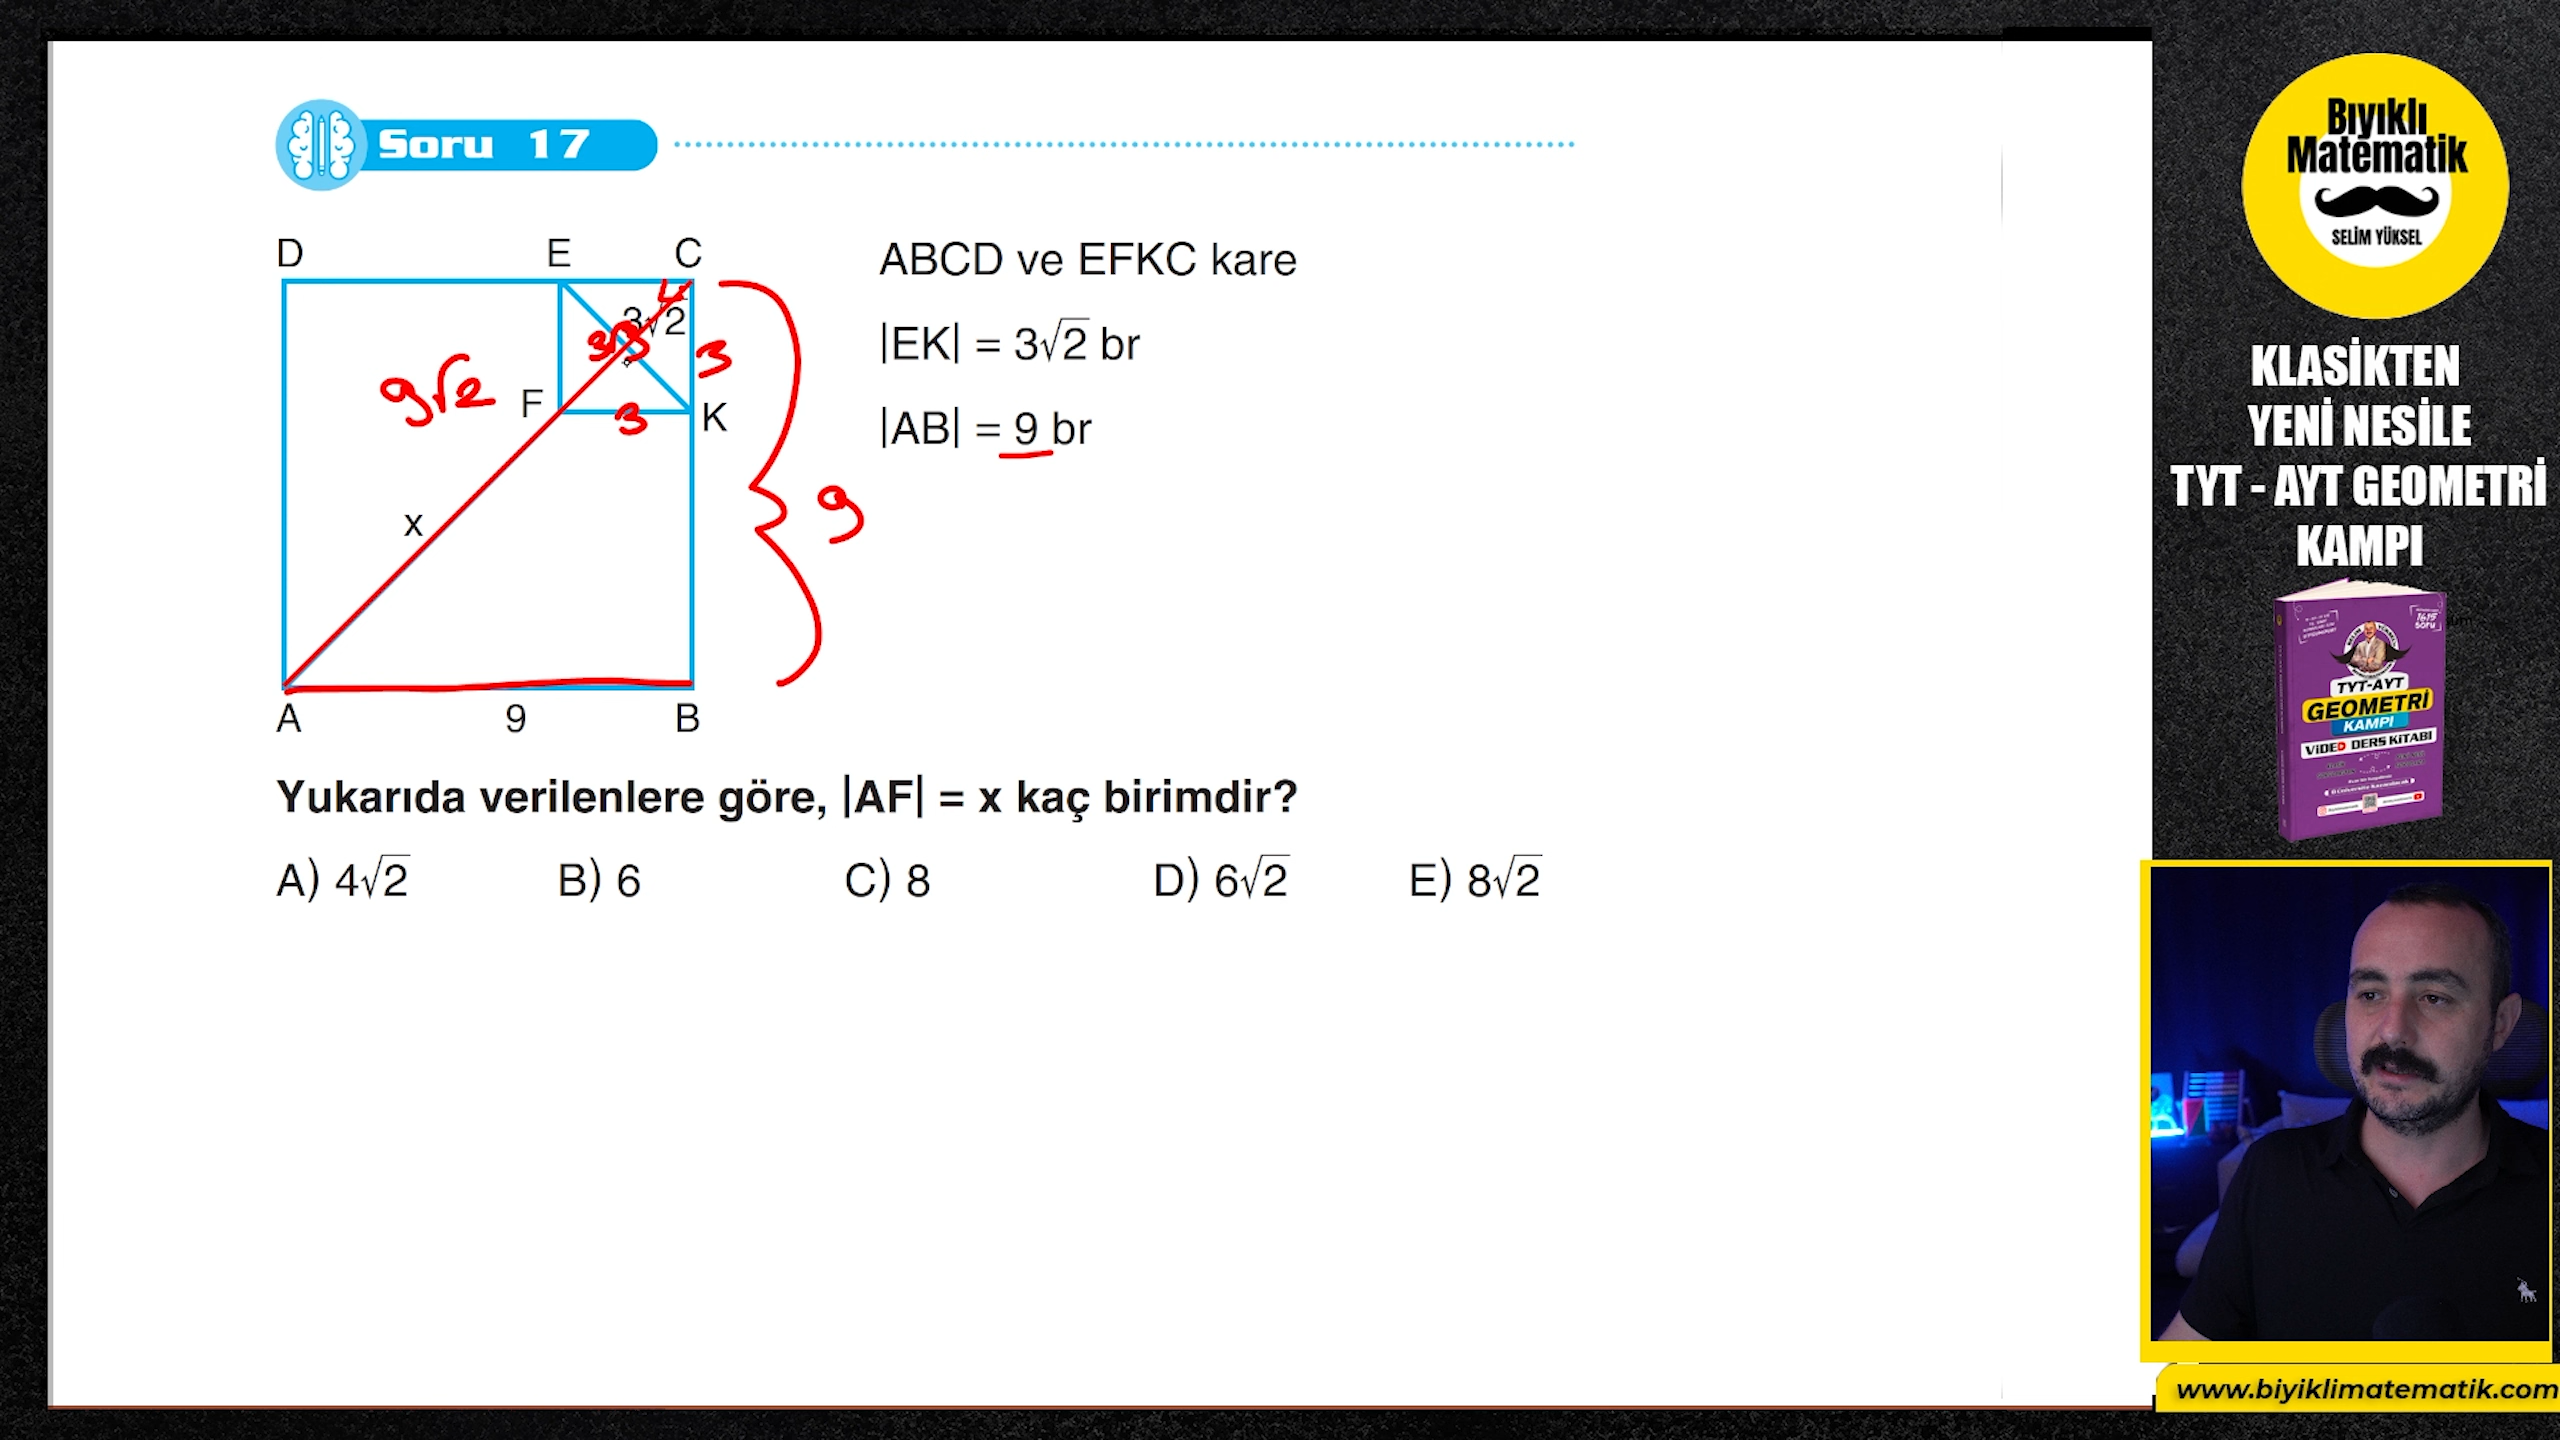 Soru 17
D E C
3√2
3
9√2
F
3
K
x
9
A 9 B
ABCD ve EFKC kare
|EK| = 3√2 br
|AB| = 9 br
Yukarıda verilenlere göre, |AF| = x kaç birimdir?
A) 4√2 B) 6 C) 8 D) 6√2 E) 8√2
Bıyıklı
Matematik
SELİM YÜKSEL
KLASİKTEN
YENİ NESİLE
TYT - AYT GEOMETRİ
KAMPI
TYT-AYT
GEOMETRİ
KAMPI
VİDEO DERS KİTABI
www.biyiklimatematik.com